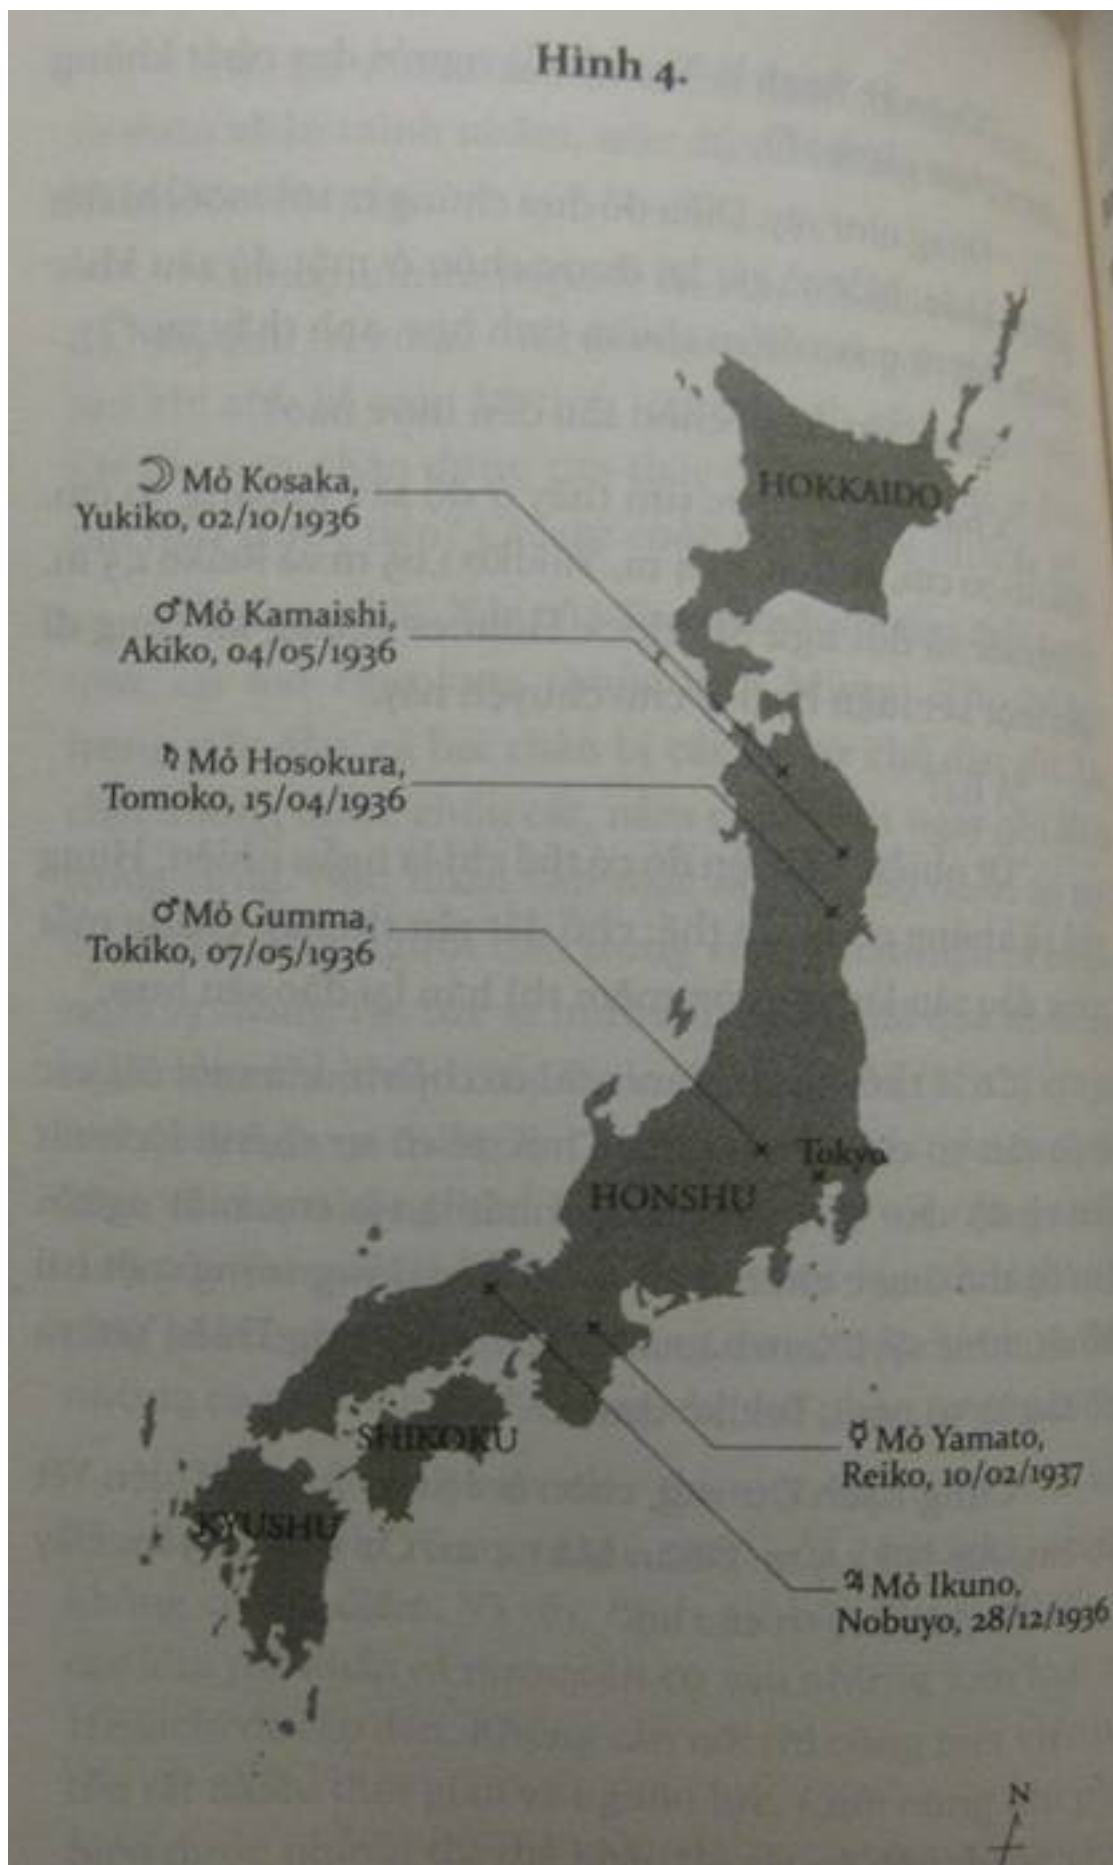 Hình 4.
HOKKAIDO
☽ Mỏ Kosaka,
Yukiko, 02/10/1936
♂Mỏ Kamaishi,
Akiko, 04/05/1936
♄ Mỏ Hosokura,
Tomoko, 15/04/1936
♂Mỏ Gumma,
Tokiko, 07/05/1936
Tokyo
HONSHU
SHIKOKU
KYUSHU
☿ Mỏ Yamato,
Reiko, 10/02/1937
♃ Mỏ Ikuno,
Nobuyo, 28/12/1936
N